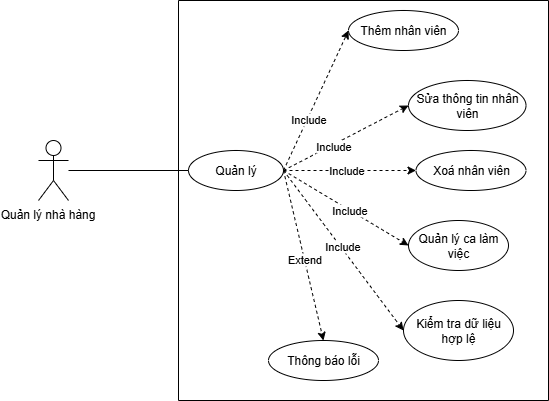 Thêm nhân viên
Sửa thông tin nhân
viên
Include
Include
Quản lý
Include
Xoá nhân viên
Quản lý nhà hàng
Include
Quản lý ca làm
việc
Include
Extend
Kiểm tra dữ liệu
hợp lệ
Thông báo lỗi